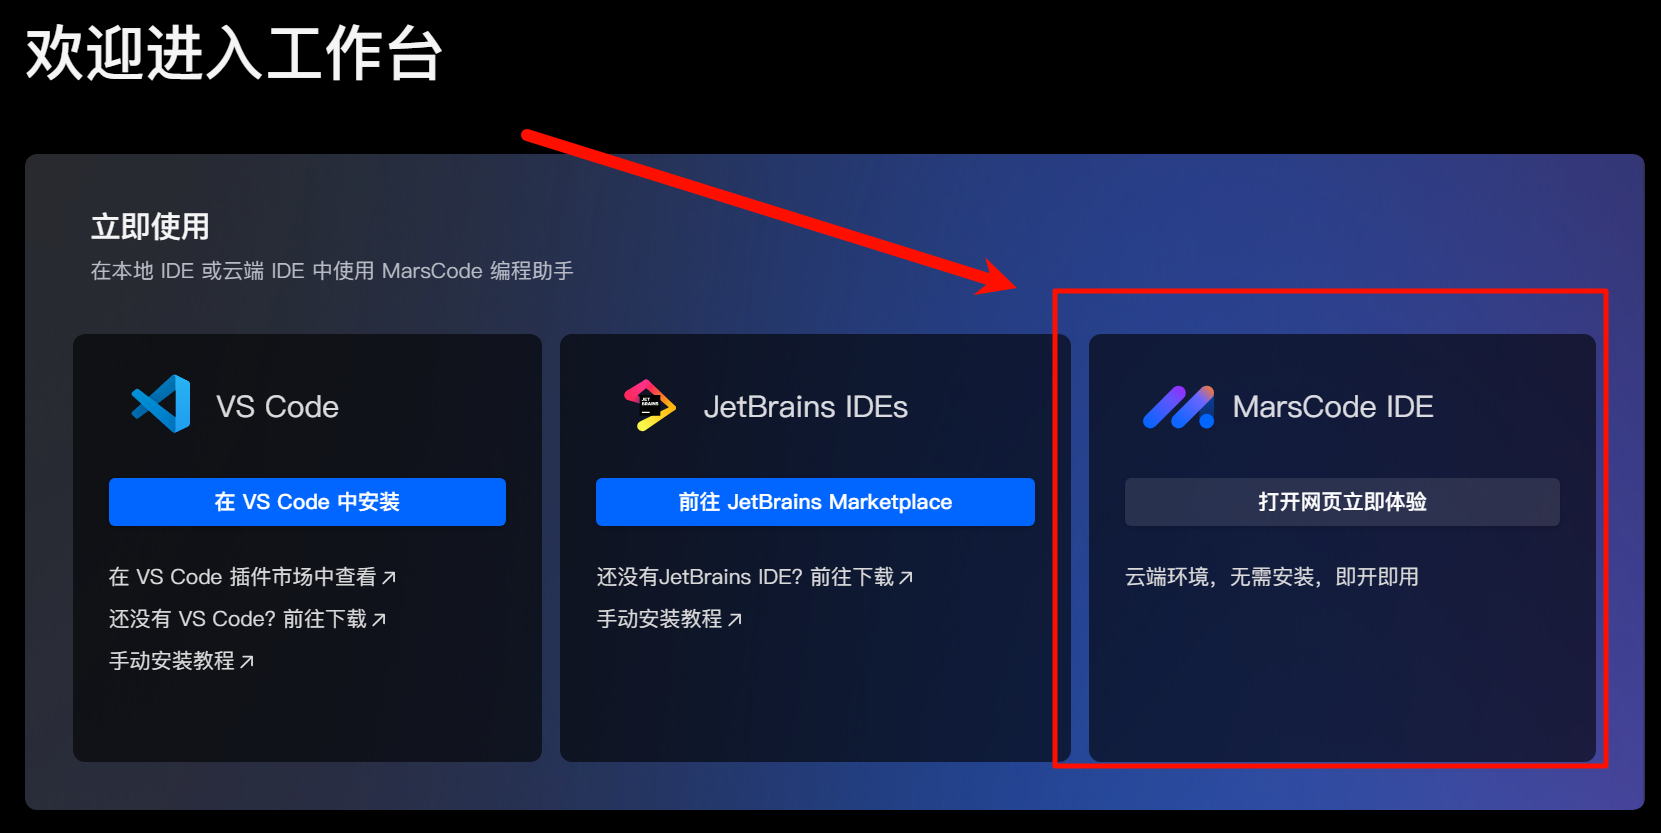 欢迎进入工作台
立即使用
在本地 IDE 或云端 IDE 中使用 MarsCode 编程助手
VS Code
在 VS Code 中安装
在 VS Code 插件市场中查看↗
还没有 VS Code? 前往下载↗
手动安装教程↗
JET
BRAINS
JetBrains IDEs
前往 JetBrains Marketplace
还没有JetBrains IDE? 前往下载↗
手动安装教程↗
MarsCode IDE
打开网页立即体验
云端环境，无需安装，即开即用